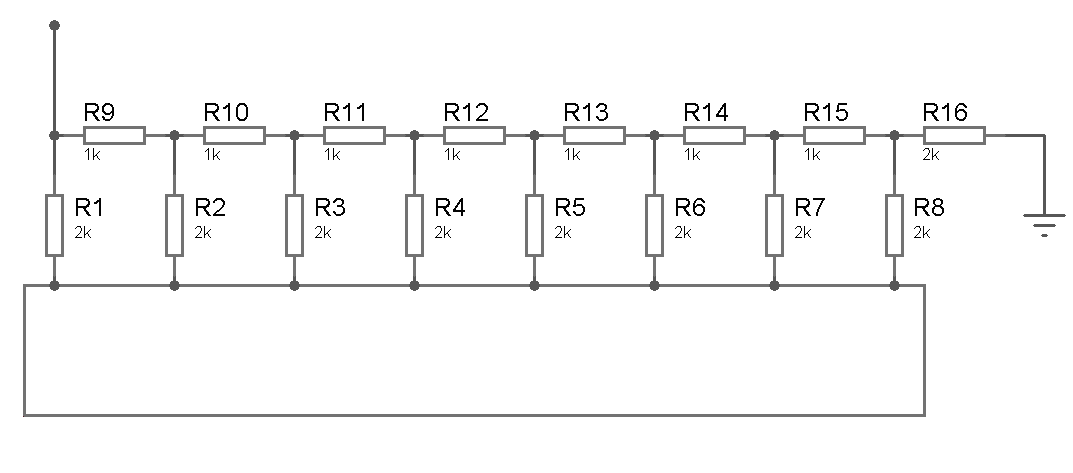 R9 R10 R11 R12 R13 R14 R15 R16
1k 1k 1k 1k 1k 1k 1k 2k
R1 R2 R3 R4 R5 R6 R7 R8
2k 2k 2k 2k 2k 2k 2k 2k